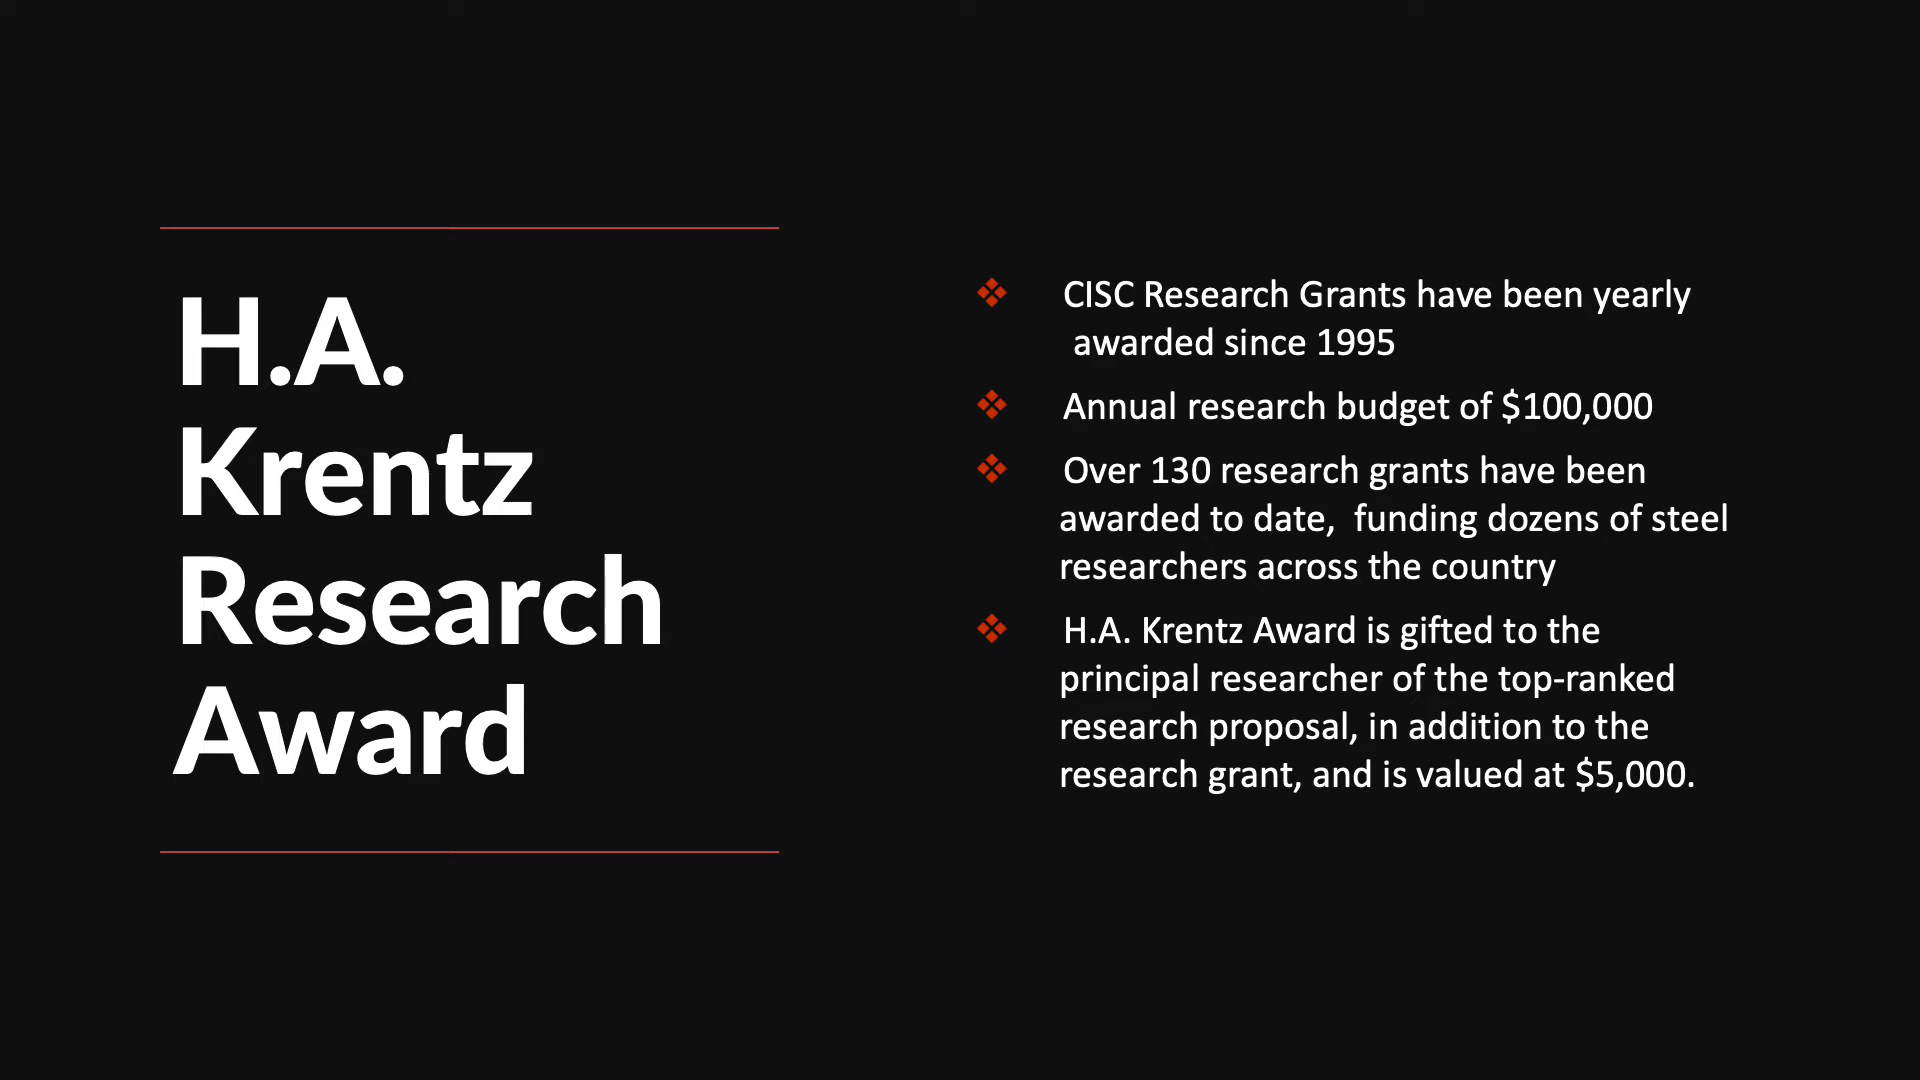 H.A.
Krentz
Research
Award
CISC Research Grants have been yearly
awarded since 1995
Annual research budget of $100,000
Over 130 research grants have been
awarded to date,  funding dozens of steel
researchers across the country
H.A. Krentz Award is gifted to the
principal researcher of the top-ranked
research proposal, in addition to the
research grant, and is valued at $5,000.